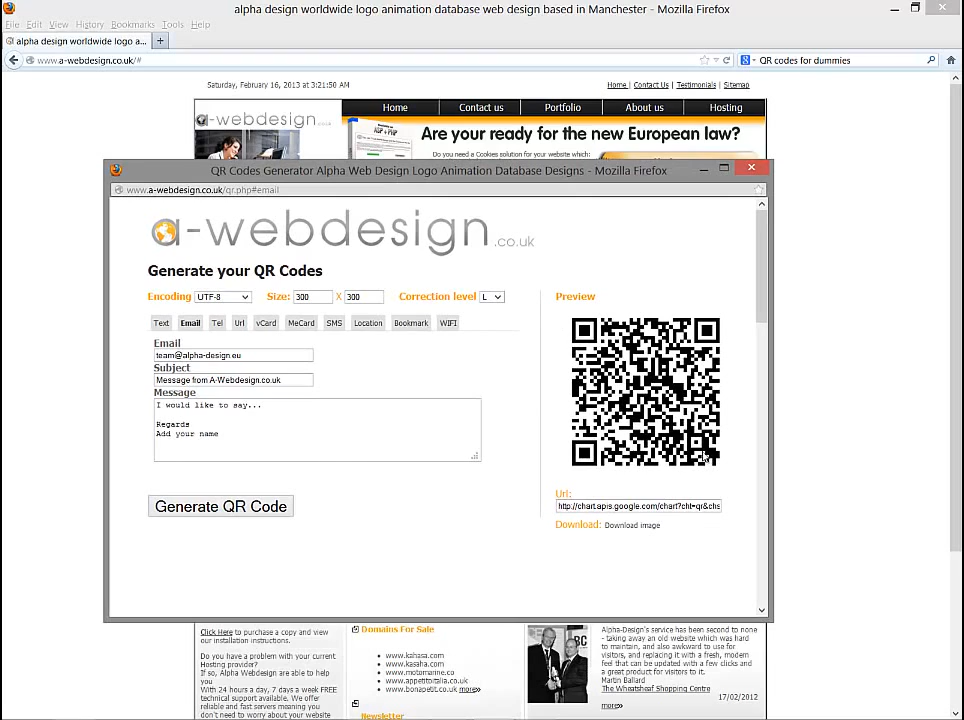 alpha design worldwide logo animation database web design based in Manchester - Mozilla Firefox
File Edit View History Bookmarks Tools Help
alpha design worldwide logo a... +
www.a-webdesign.co.uk/# QR codes for dummies
Saturday, February 16, 2013 3:21:50 AM Home | Contact Us | Testimonials | Sitemap
Home Contact us Portfolio About us Hosting
a-webdesign
Are your ready for the new European law?
ASP & PHP
Do you need a Cookies solution for your website which:
QR Codes Generator Alpha Web Design Logo Animation Database Designs - Mozilla Firefox
www.a-webdesign.co.uk/qr.php#email
a-webdesign.co.uk
Generate your QR Codes
Encoding UTF-8 Size: 300 X 300 Correction level L Preview
Text Email Tel Url vCard MeCard SMS Location Bookmark WIFI
Email
team@alpha-design.eu
Subject
Message from A-Webdesign.co.uk
Message
I would like to say...
Regards
Add your name
Generate QR Code
Url:
http://chart.apis.google.com/chart?cht=qr&chs
Download: Download image
Click Here to purchase a copy and view
our installation instructions.
Do you have a problem with your current
Hosting provider?
If so, Alpha Webdesign are able to help
you
With 24 hours a day, 7 days a week FREE
technical support available. We offer
reliable and fast servers meaning you
don't need to worry about your website
Domains For Sale
www.kahasa.com
www.kasaha.com
www.motomarine.co
www.appetitoitalia.co.uk
www.bonapetit.co.uk more»
Newsletter
BC
Alpha-Design's service has been second to none
- taking away an old website which was hard
to maintain, and also awkward to use for
visitors, and replacing it with a fresh, modern
feel that can be updated with a few clicks and
a great product for visitors to it.
Martin Ballard
The Wheatsheaf Shopping Centre
17/02/2012
more»